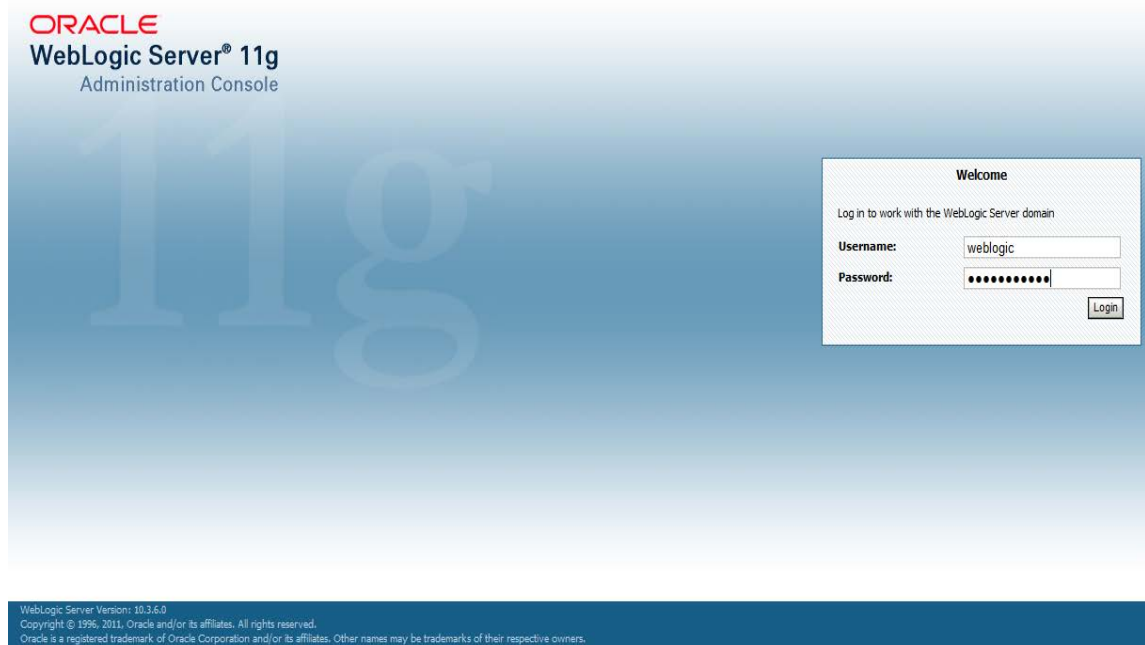 ORACLE
WebLogic Server® 11g
Administration Console
11g
Welcome
Log in to work with the WebLogic Server domain
Username:
weblogic
Password:
●●●●●●●●●●●
Login
WebLogic Server Version: 10.3.6.0
Copyright © 1996, 2011, Oracle and/or its affiliates. All rights reserved.
Oracle is a registered trademark of Oracle Corporation and/or its affiliates. Other names may be trademarks of their respective owners.